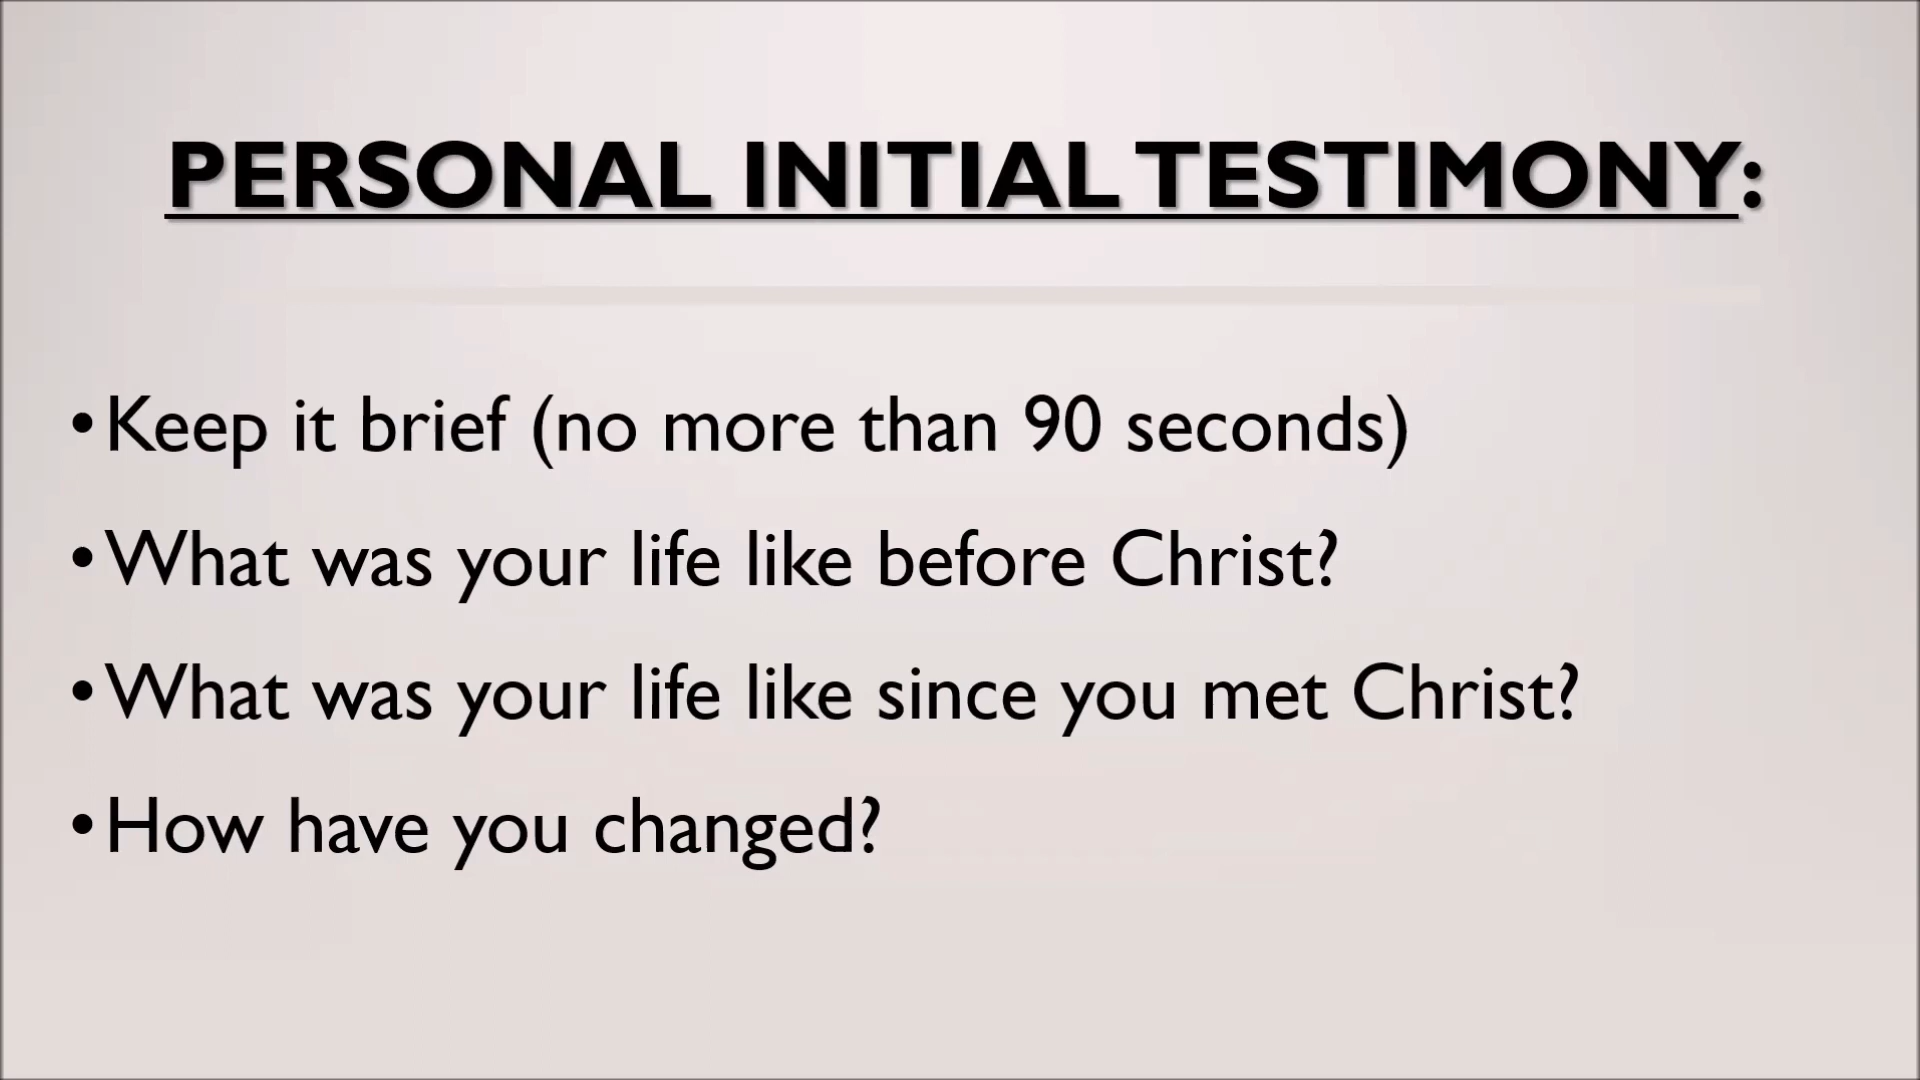 PERSONAL INITIAL TESTIMONY:
• Keep it brief (no more than 90 seconds)
• What was your life like before Christ?
• What was your life like since you met Christ?
• How have you changed?